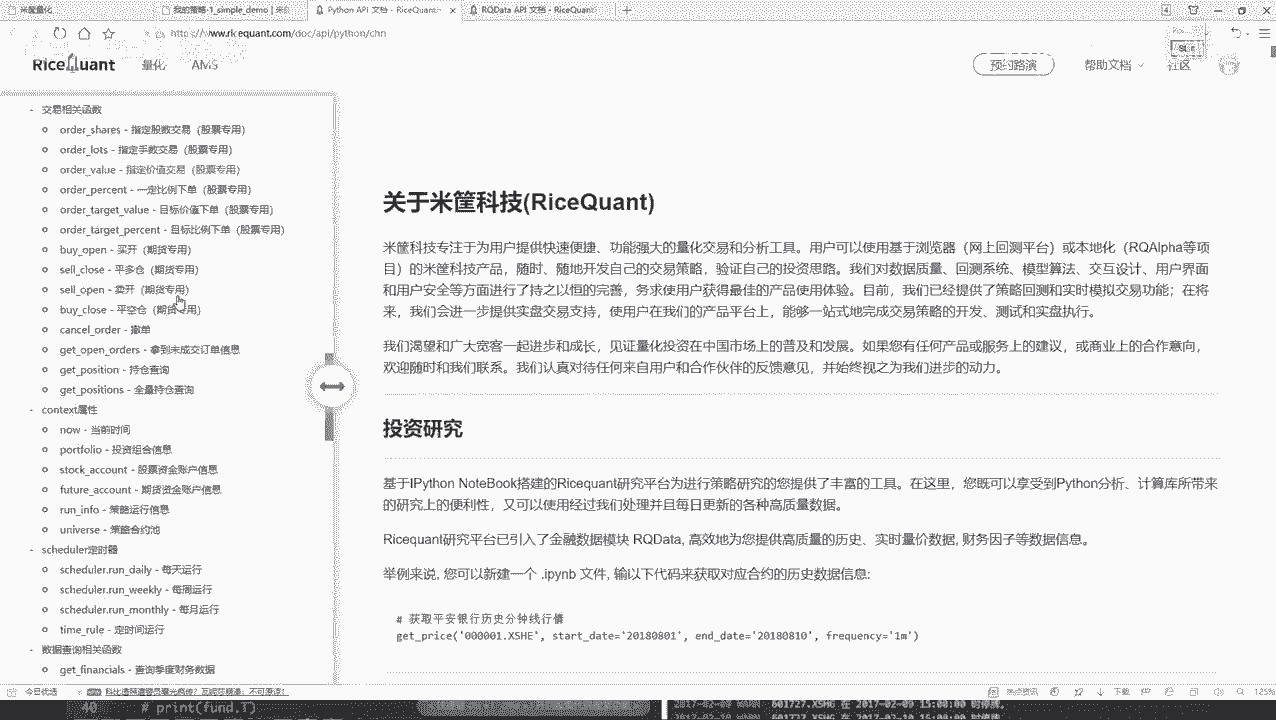 米筐量化
我的策略-1_simple_demo | 米筐
Python API 文档 - RiceQuant
RQData API 文档 - RiceQuant
https://www.ricequant.com/doc/api/python/chn
RiceQuant
量化
AMS
预约路演
帮助文档
社区
交易相关函数
order_shares - 指定股数交易（股票专用）
order_lots - 指定手数交易（股票专用）
order_value - 指定价值交易（股票专用）
order_percent - 一定比例下单（股票专用）
order_target_value - 目标价值下单（股票专用）
order_target_percent - 目标比例下单（股票专用）
buy_open - 买开（期货专用）
sell_close - 平多仓（期货专用）
sell_open - 卖开（期货专用）
buy_close - 平空仓（期货专用）
cancel_order - 撤单
get_open_orders - 拿到未成交订单信息
get_position - 持仓查询
get_positions - 全量持仓查询
context属性
now - 当前时间
portfolio - 投资组合信息
stock_account - 股票资金账户信息
future_account - 期货资金账户信息
run_info - 策略运行信息
universe - 策略合约池
scheduler定时器
scheduler.run_daily - 每天运行
scheduler.run_weekly - 每周运行
scheduler.run_monthly - 每月运行
time_rule - 定时间运行
数据查询相关函数
get_financials - 查询季度财务数据
关于米筐科技(RiceQuant)
米筐科技专注于为用户提供快速便捷、功能强大的量化交易和分析工具。用户可以使用基于浏览器（网上回测平台）或本地化（RQAlpha等项
目）的米筐科技产品，随时、随地开发自己的交易策略，验证自己的投资思路。我们对数据质量、回测系统、模型算法、交互设计、用户界面
和用户安全等方面进行了持之以恒的完善，务求使用户获得最佳的产品使用体验。目前，我们已经提供了策略回测和实时模拟交易功能；在将
来，我们会进一步提供实盘交易支持，使用户在我们的产品平台上，能够一站式地完成交易策略的开发、测试和实盘执行。
我们渴望和广大宽客一起进步和成长，见证量化投资在中国市场上的普及和发展。如果您有任何产品或服务上的建议，或商业上的合作意向，
欢迎随时和我们联系。我们认真对待任何来自用户和合作伙伴的反馈意见，并始终视之为我们进步的动力。
投资研究
基于IPython NoteBook搭建的Ricequant研究平台为进行策略研究的您提供了丰富的工具。在这里，您既可以享受到Python分析、计算库所带来
的研究上的便利性，又可以使用经过我们处理并且每日更新的各种高质量数据。
Ricequant研究平台已引入了金融数据模块 RQData, 高效地为您提供高质量的历史、实时量价数据, 财务因子等数据信息。
举例来说, 您可以新建一个 .ipynb 文件, 输以下代码来获取对应合约的历史数据信息:
# 获取平安银行历史分钟线行情
get_price('000001.XSHE', start_date='20180801', end_date='20180810', frequency='1m')
今日优选
热点资讯
下载
125%
40 # print(fund.T)
2017-02-09 WARN 601727.XSHG 在 2017-02-09 15:00:00 时停牌。